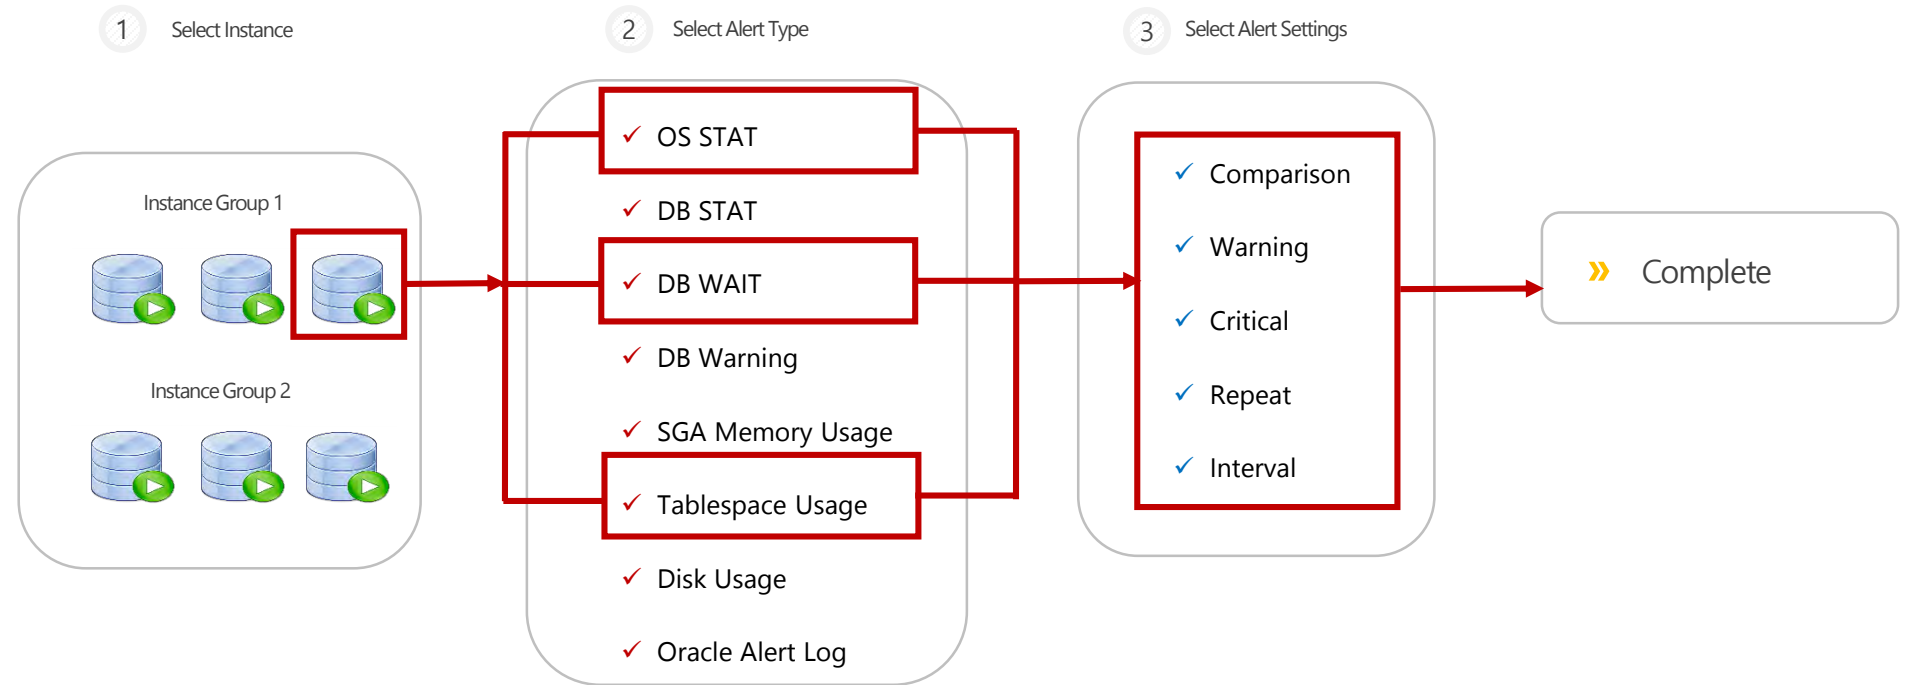 1 Select Instance
2 Select Alert Type
3 Select Alert Settings
Instance Group 1
Instance Group 2
OS STAT
DB STAT
DB WAIT
DB Warning
SGA Memory Usage
Tablespace Usage
Disk Usage
Oracle Alert Log
Comparison
Warning
Critical
Repeat
Interval
» Complete